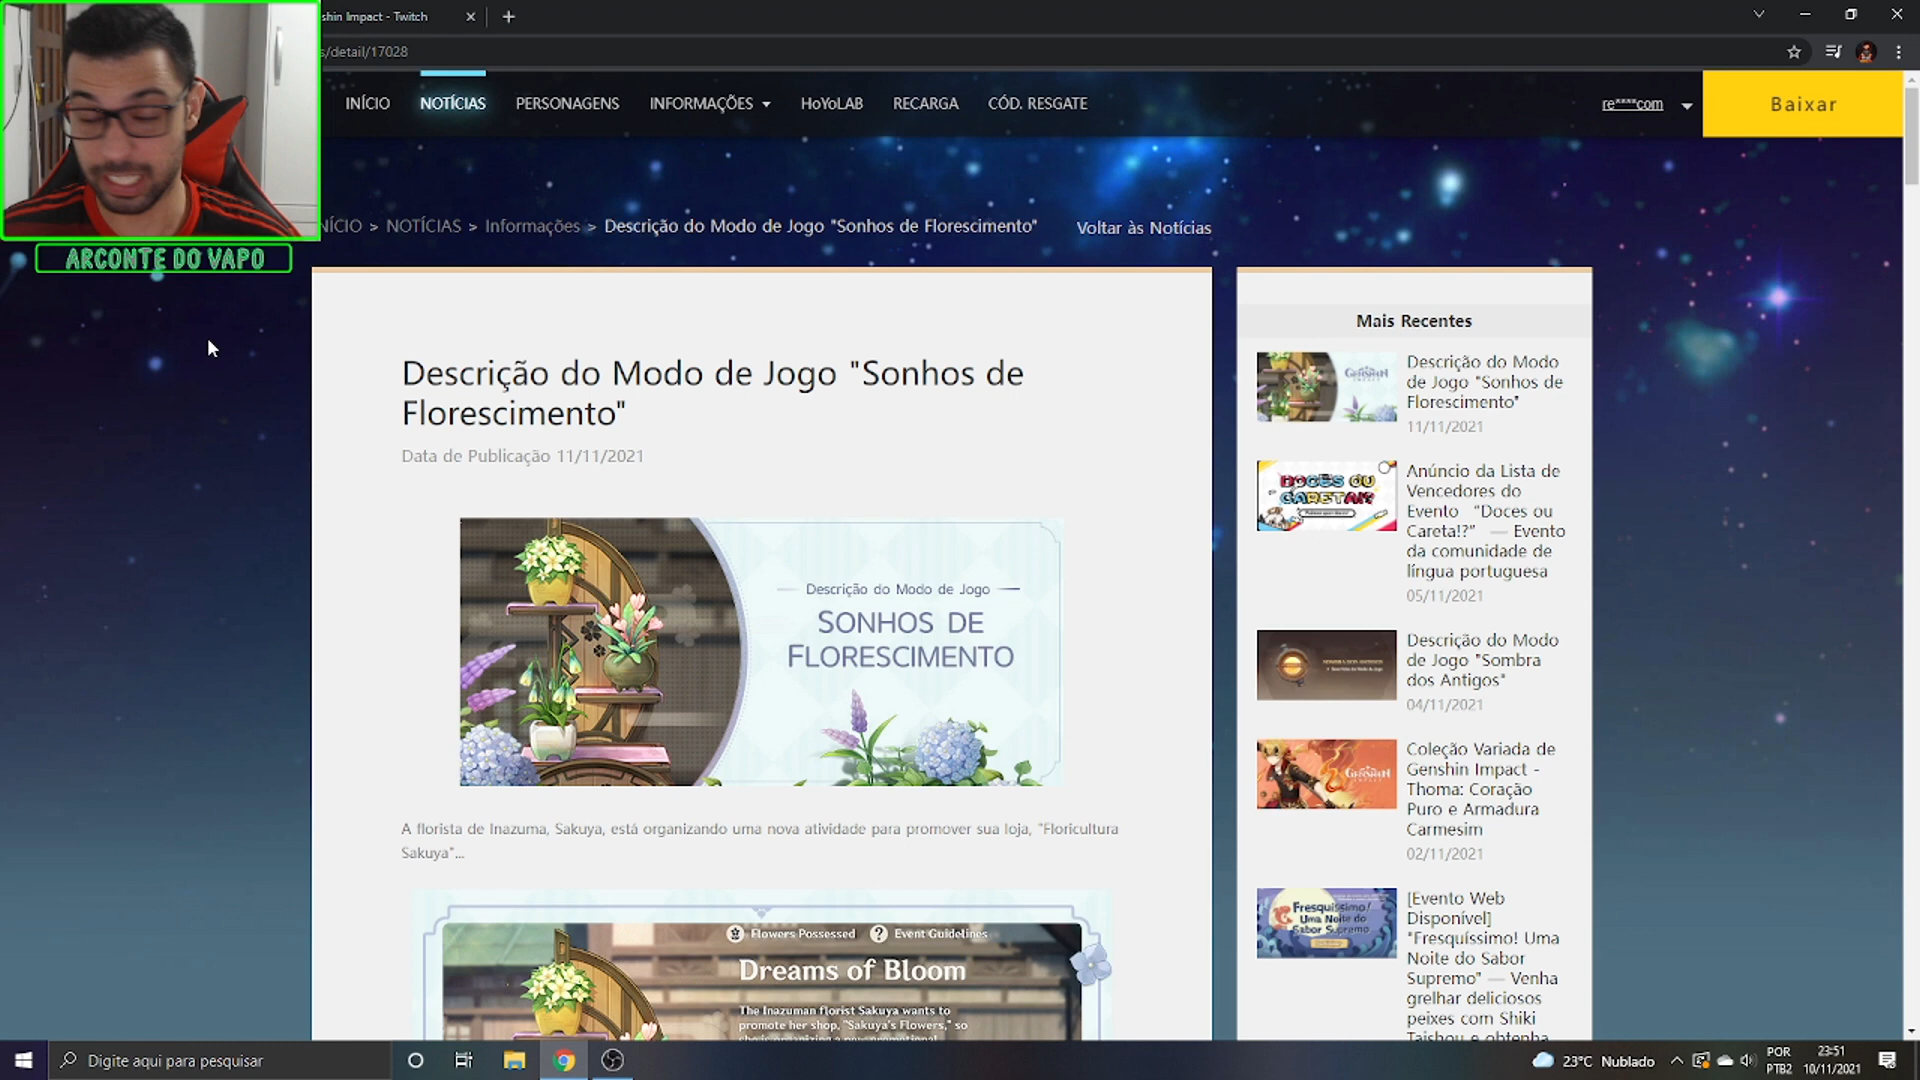 shin Impact - Twitch
s/detail/17028
INÍCIO
NOTÍCIAS
PERSONAGENS
INFORMAÇÕES
HoYoLAB
RECARGA
CÓD. RESGATE
re****com
Baixar
NÍCIO > NOTÍCIAS > Informações > Descrição do Modo de Jogo "Sonhos de Florescimento"
Voltar às Notícias
ARCONTE DO VAPO
Descrição do Modo de Jogo "Sonhos de
Florescimento"
Data de Publicação 11/11/2021
Descrição do Modo de Jogo
SONHOS DE
FLORESCIMENTO
A florista de Inazuma, Sakuya, está organizando uma nova atividade para promover sua loja, "Floricultura
Sakuya"...
Flowers Possessed
Event Guidelines
Dreams of Bloom
The Inazuman florist Sakuya wants to
promote her shop, "Sakuya's Flowers," so
Mais Recentes
GENSHIN
Descrição do Modo
de Jogo "Sonhos de
Florescimento"
11/11/2021
DOCES OU
CARETA!?
Anúncio da Lista de
Vencedores do
Evento “Doces ou
Careta!?” — Evento
da comunidade de
língua portuguesa
05/11/2021
Descrição do Modo
de Jogo "Sombra
dos Antigos"
04/11/2021
GENSHIN
Coleção Variada de
Genshin Impact -
Thoma: Coração
Puro e Armadura
Carmesim
02/11/2021
Fresquíssimo!
Uma Noite do
Sabor Supremo
[Evento Web
Disponível]
"Fresquíssimo! Uma
Noite do Sabor
Supremo" — Venha
grelhar deliciosos
peixes com Shiki
Taishou e obtenha
Digite aqui para pesquisar
23°C Nublado
POR
PTB2
23:51
10/11/2021